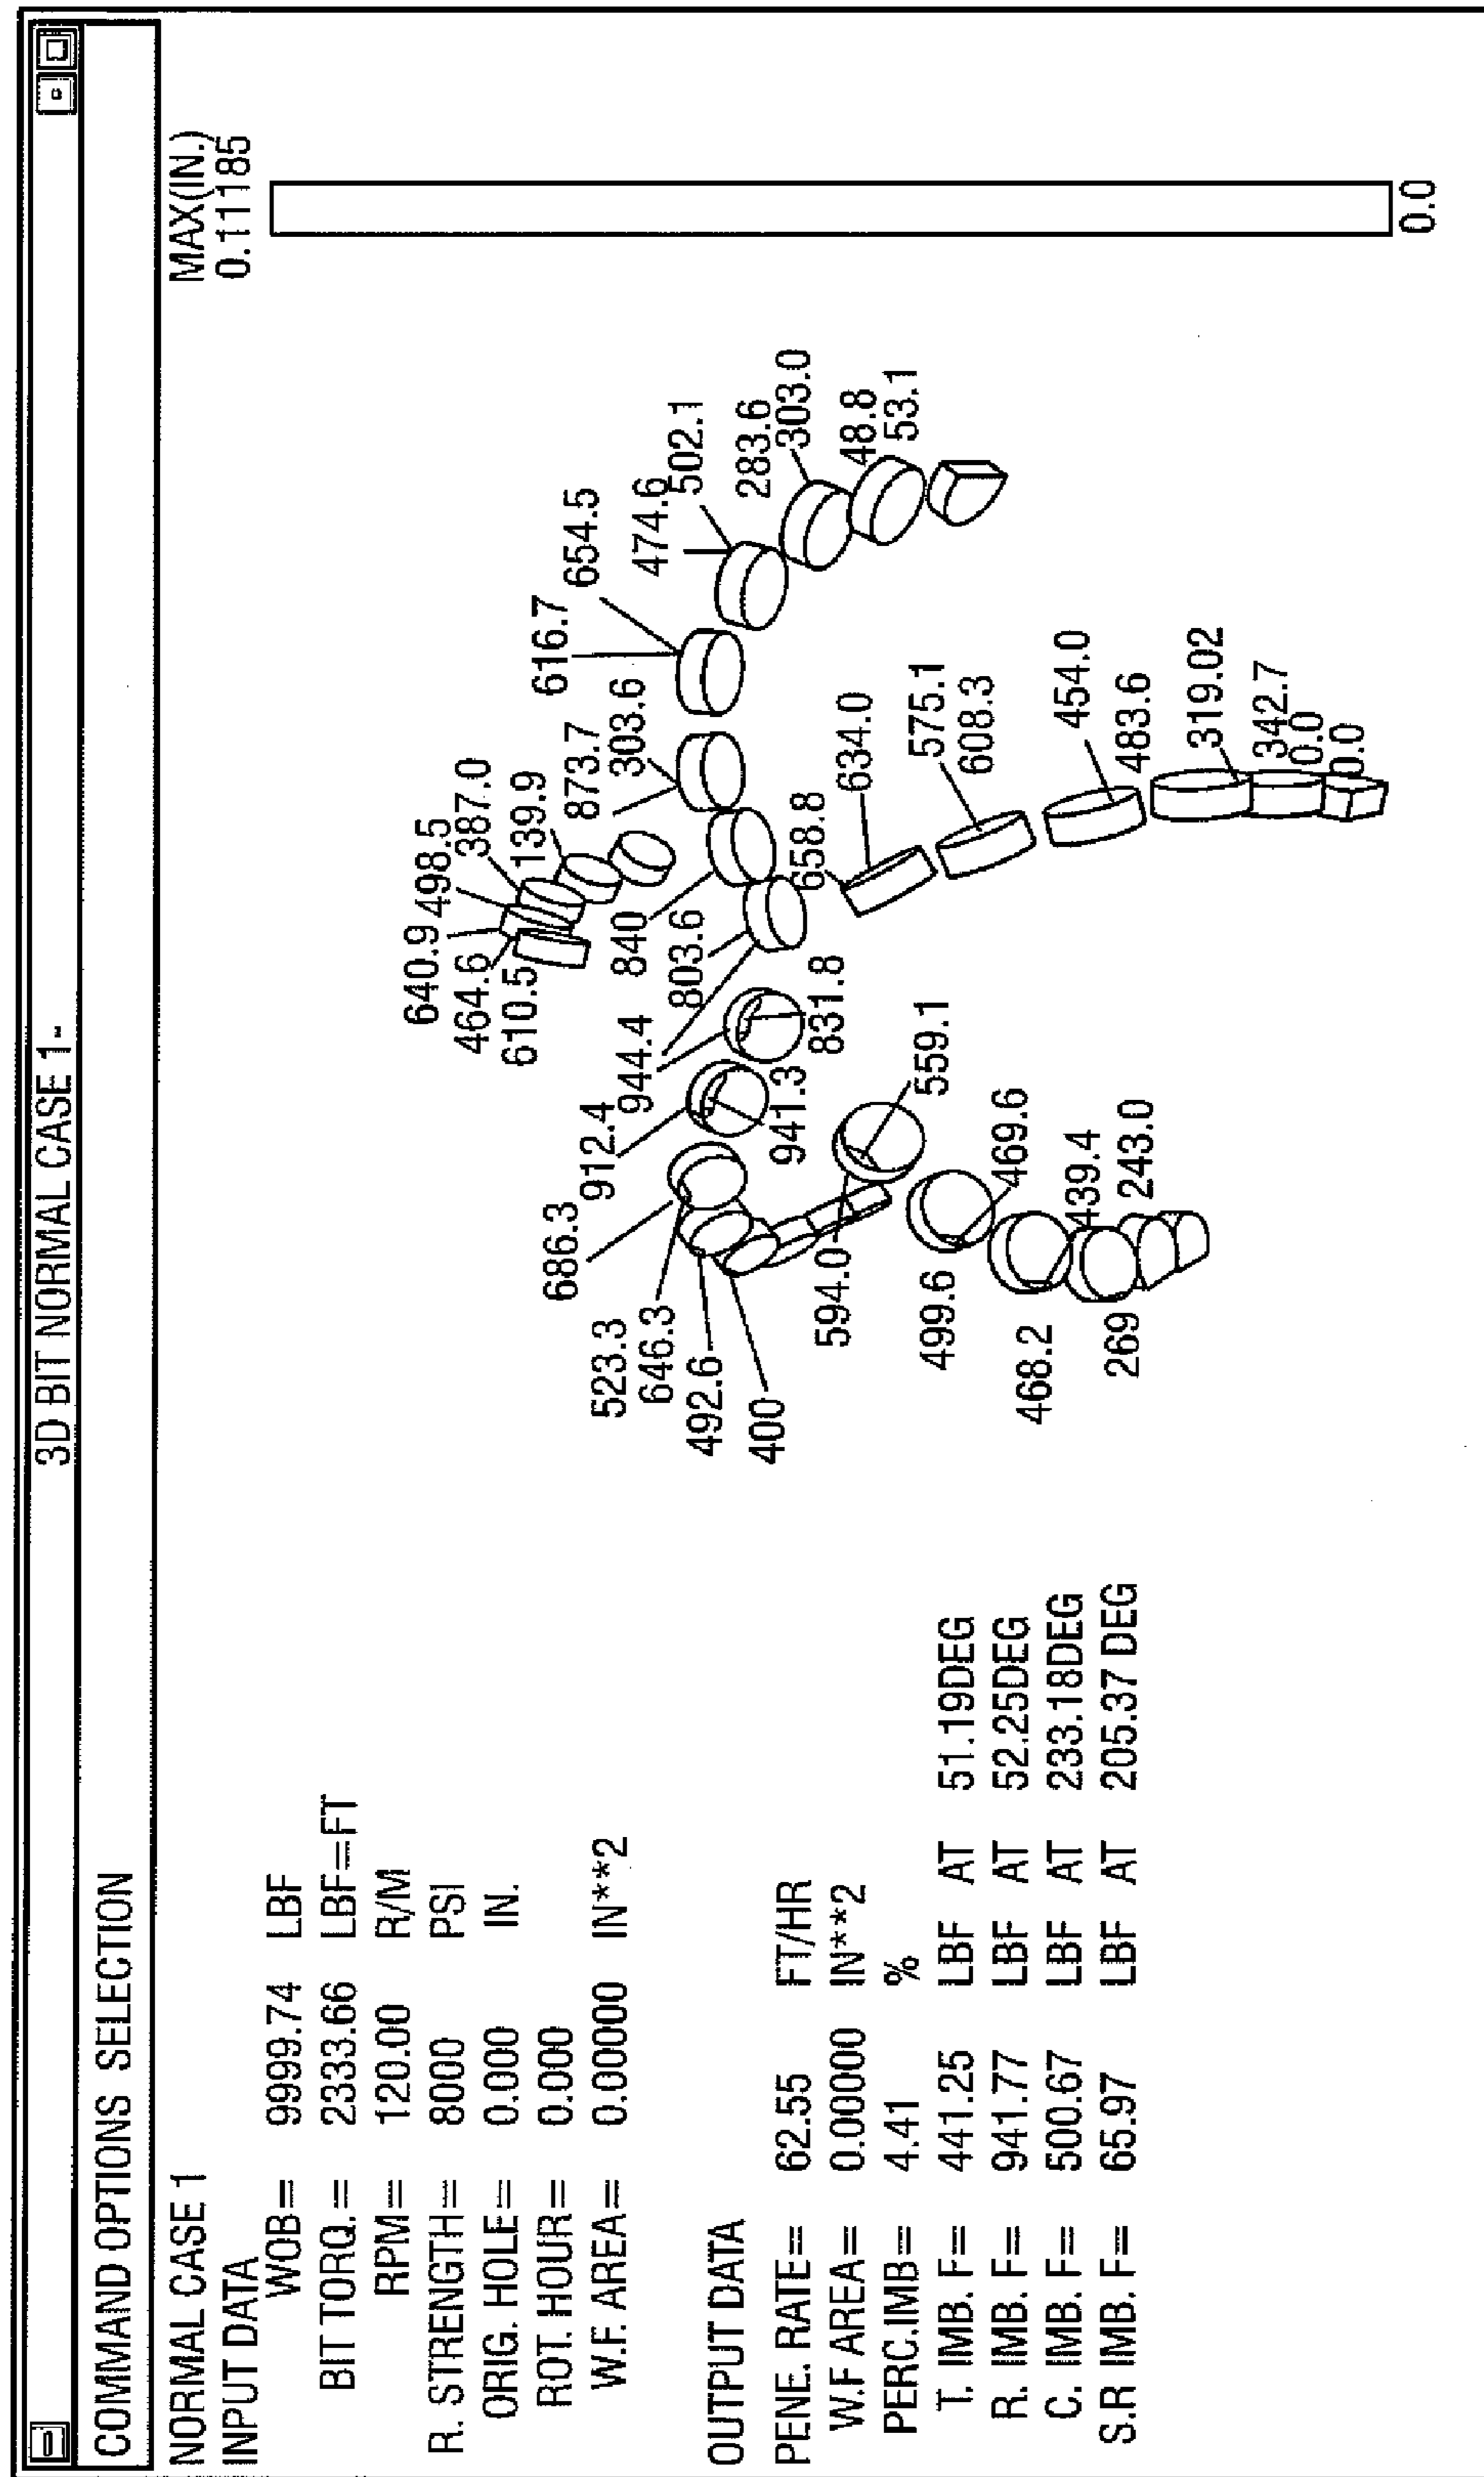 3D BIT NORMAL CASE 1-
COMMAND OPTIONS SELECTION
NORMAL CASE 1
INPUT DATA
WOB= 9999.74 LBF
BIT TORQ.= 2333.66 LBF=FT
RPM= 120.00 R/M
R. STRENGTH= 8000 PSI
ORIG. HOLE= 0.000 IN.
ROT. HOUR= 0.000
W.F. AREA= 0.00000 IN**2
OUTPUT DATA
PENE. RATE= 62.55 FT/HR
W.F AREA= 0.00000 IN**2
PERC.IMB= 4.41 %
T. IMB. F= 441.25 LBF AT 51.19DEG
R. IMB. F= 941.77 LBF AT 52.25DEG
C. IMB. F= 500.67 LBF AT 233.18DEG
S.R IMB. F= 65.97 LBF AT 205.37 DEG
MAX(IN.)
0.11185
0.0
640.9
498.5
464.6
387.0
610.5
139.9
873.7
303.6
616.7
654.5
474.6
502.1
283.6
303.0
48.8
53.1
840
803.6
944.4
912.4
686.3
523.3
646.3
492.6
400
941.3
831.8
658.8
634.0
575.1
608.3
454.0
483.6
319.02
342.7
0.0
0.0
594.0
559.1
499.6
469.6
468.2
439.4
269
243.0